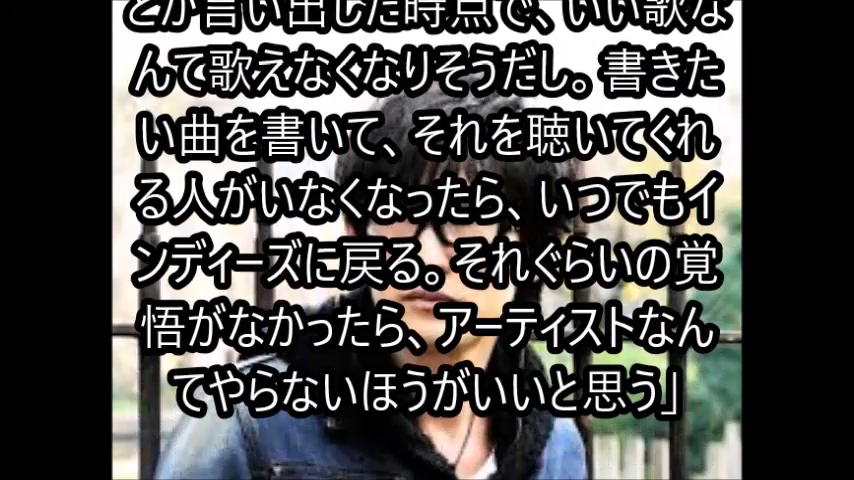 とか言い出した時点で、いい歌な
んて歌えなくなりそうだし。書きた
い曲を書いて、それを聴いてくれ
る人がいなくなったら、いつでもイ
ンディーズに戻る。それぐらいの覚
悟がなかったら、アーティストなん
てやらないほうがいいと思う」